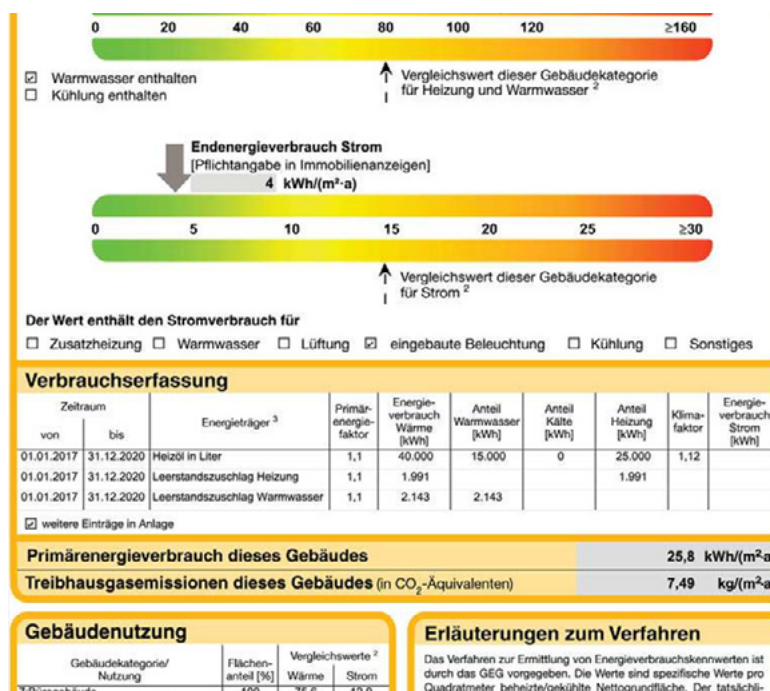 0 20 40 60 80 100 120 ≥160
☑ Warmwasser enthalten
☐ Kühlung enthalten
Vergleichswert dieser Gebäudekategorie
für Heizung und Warmwasser ²
Endenergieverbrauch Strom
[Pflichtangabe in Immobilienanzeigen]
4 kWh/(m²·a)
0 5 10 15 20 25 ≥30
Vergleichswert dieser Gebäudekategorie
für Strom ²
Der Wert enthält den Stromverbrauch für
☐ Zusatzheizung ☐ Warmwasser ☐ Lüftung ☑ eingebaute Beleuchtung ☐ Kühlung ☐ Sonstiges
Verbrauchserfassung
Zeitraum
von bis
Energieträger ³
Primär-
energie-
faktor
Energie-
verbrauch
Wärme
[kWh]
Anteil
Warmwasser
[kWh]
Anteil
Kälte
[kWh]
Anteil
Heizung
[kWh]
Klima-
faktor
Energie-
verbrauch
Strom
[kWh]
01.01.2017 31.12.2020 Heizöl in Liter 1,1 40.000 15.000 0 25.000 1,12
01.01.2017 31.12.2020 Leerstandszuschlag Heizung 1,1 1.991 1.991
01.01.2017 31.12.2020 Leerstandszuschlag Warmwasser 1,1 2.143 2.143
☑ weitere Einträge in Anlage
Primärenergieverbrauch dieses Gebäudes 25,8 kWh/(m²·a
Treibhausgasemissionen dieses Gebäudes (in CO₂-Äquivalenten) 7,49 kg/(m²·a
Gebäudenutzung
Gebäudekategorie/
Nutzung
Flächen-
anteil [%]
Vergleichswerte ²
Wärme Strom
Erläuterungen zum Verfahren
Das Verfahren zur Ermittlung von Energieverbrauchskennwerten ist
durch das GEG vorgegeben. Die Werte sind spezifische Werte pro
Quadratmeter beheizte/gekühlte Nettogrundfläche. Der tatsächli-